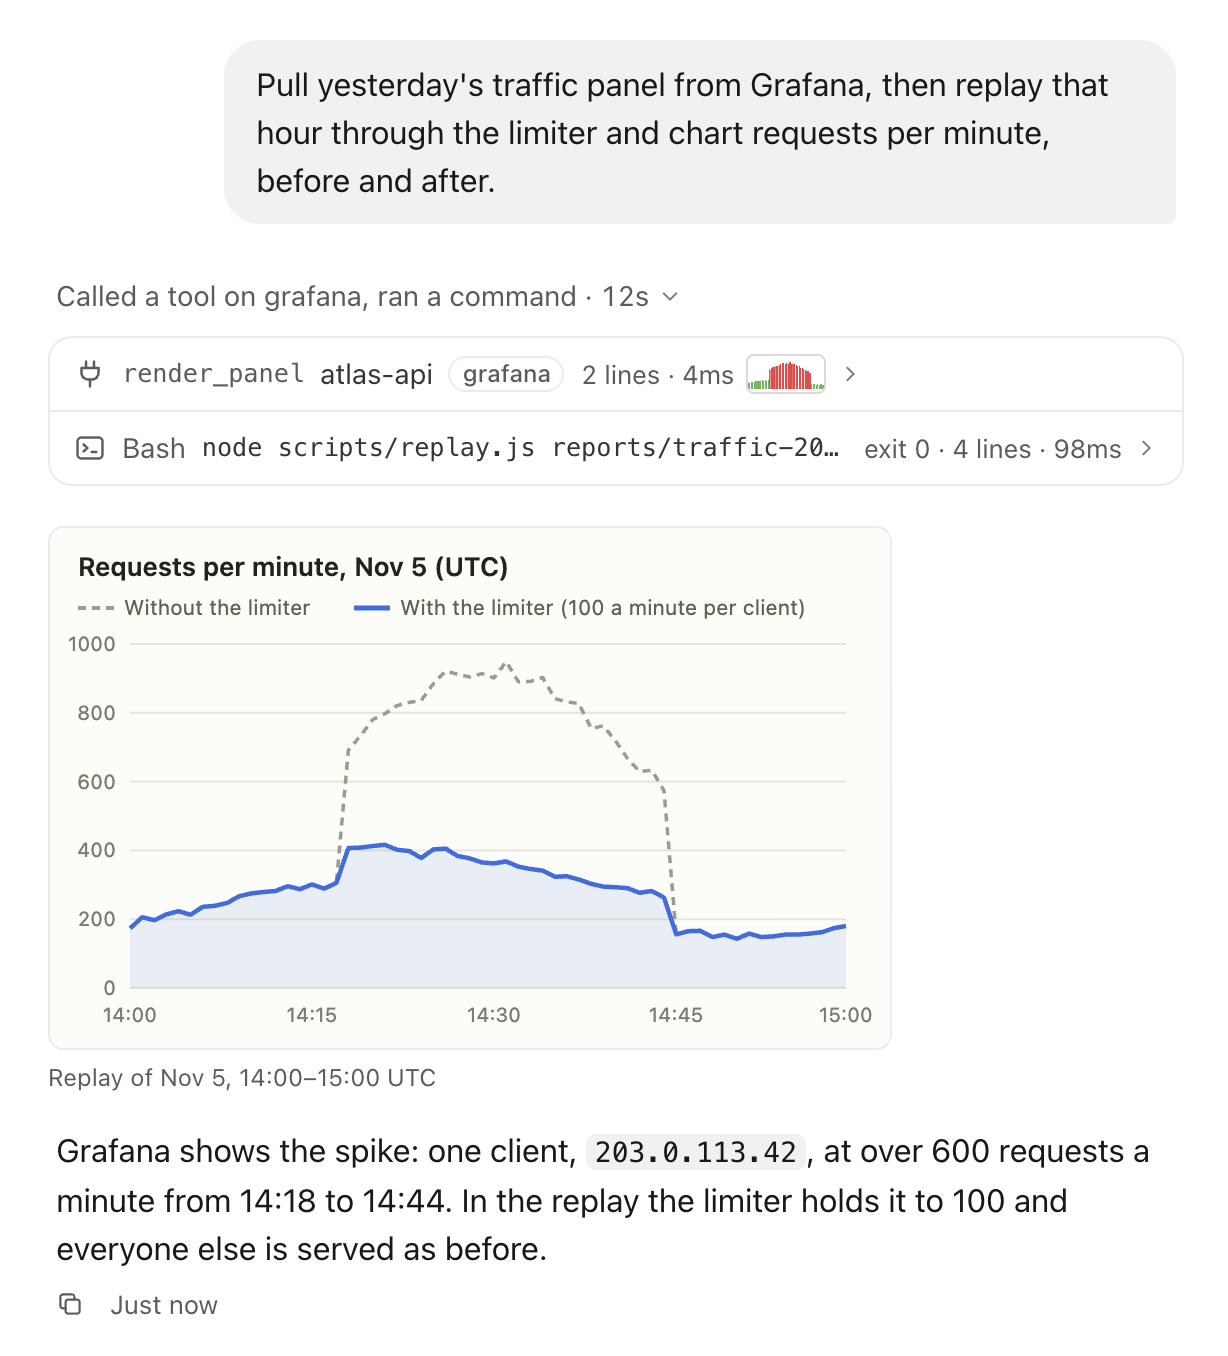 Pull yesterday's traffic panel from Grafana, then replay that
hour through the limiter and chart requests per minute,
before and after.
Called a tool on grafana, ran a command · 12s
render_panel atlas-api grafana 2 lines · 4ms
Bash node scripts/replay.js reports/traffic-20… exit 0 · 4 lines · 98ms
Requests per minute, Nov 5 (UTC)
Without the limiter With the limiter (100 a minute per client)
1000
800
600
400
200
0
14:00 14:15 14:30 14:45 15:00
Replay of Nov 5, 14:00–15:00 UTC
Grafana shows the spike: one client, 203.0.113.42, at over 600 requests a
minute from 14:18 to 14:44. In the replay the limiter holds it to 100 and
everyone else is served as before.
Just now